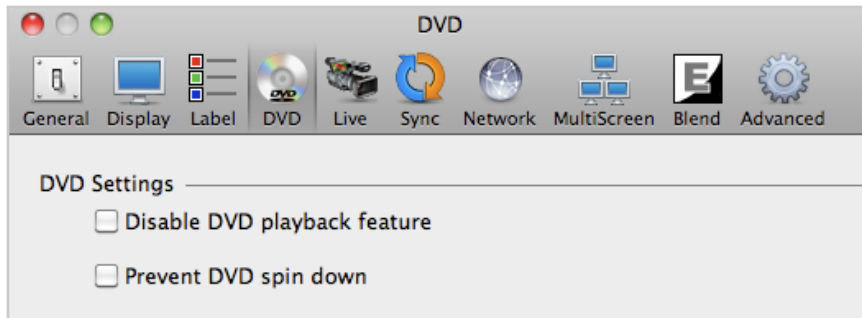 DVD
General Display Label DVD Live Sync Network MultiScreen Blend Advanced
DVD Settings
Disable DVD playback feature
Prevent DVD spin down